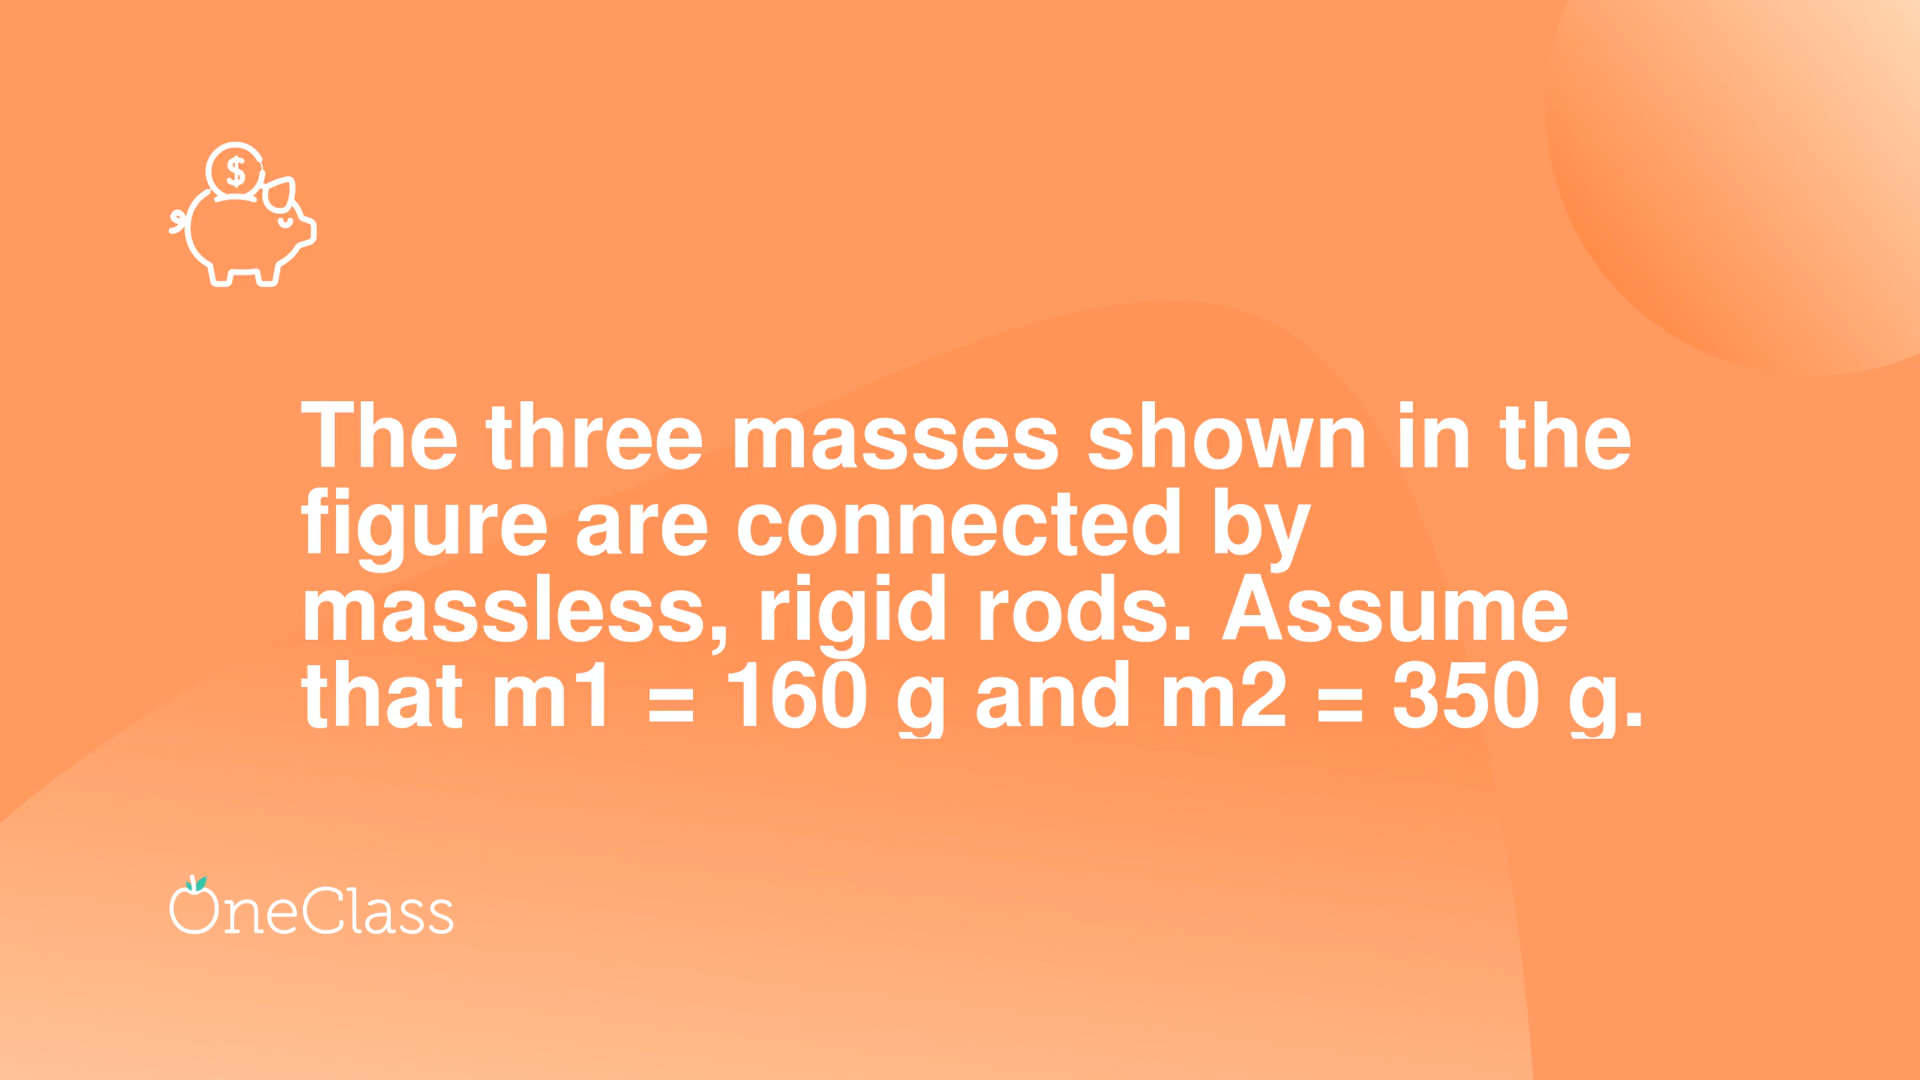 $
The three masses shown in the
figure are connected by
massless, rigid rods. Assume
that m1 = 160 g and m2 = 350 g.
OneClass